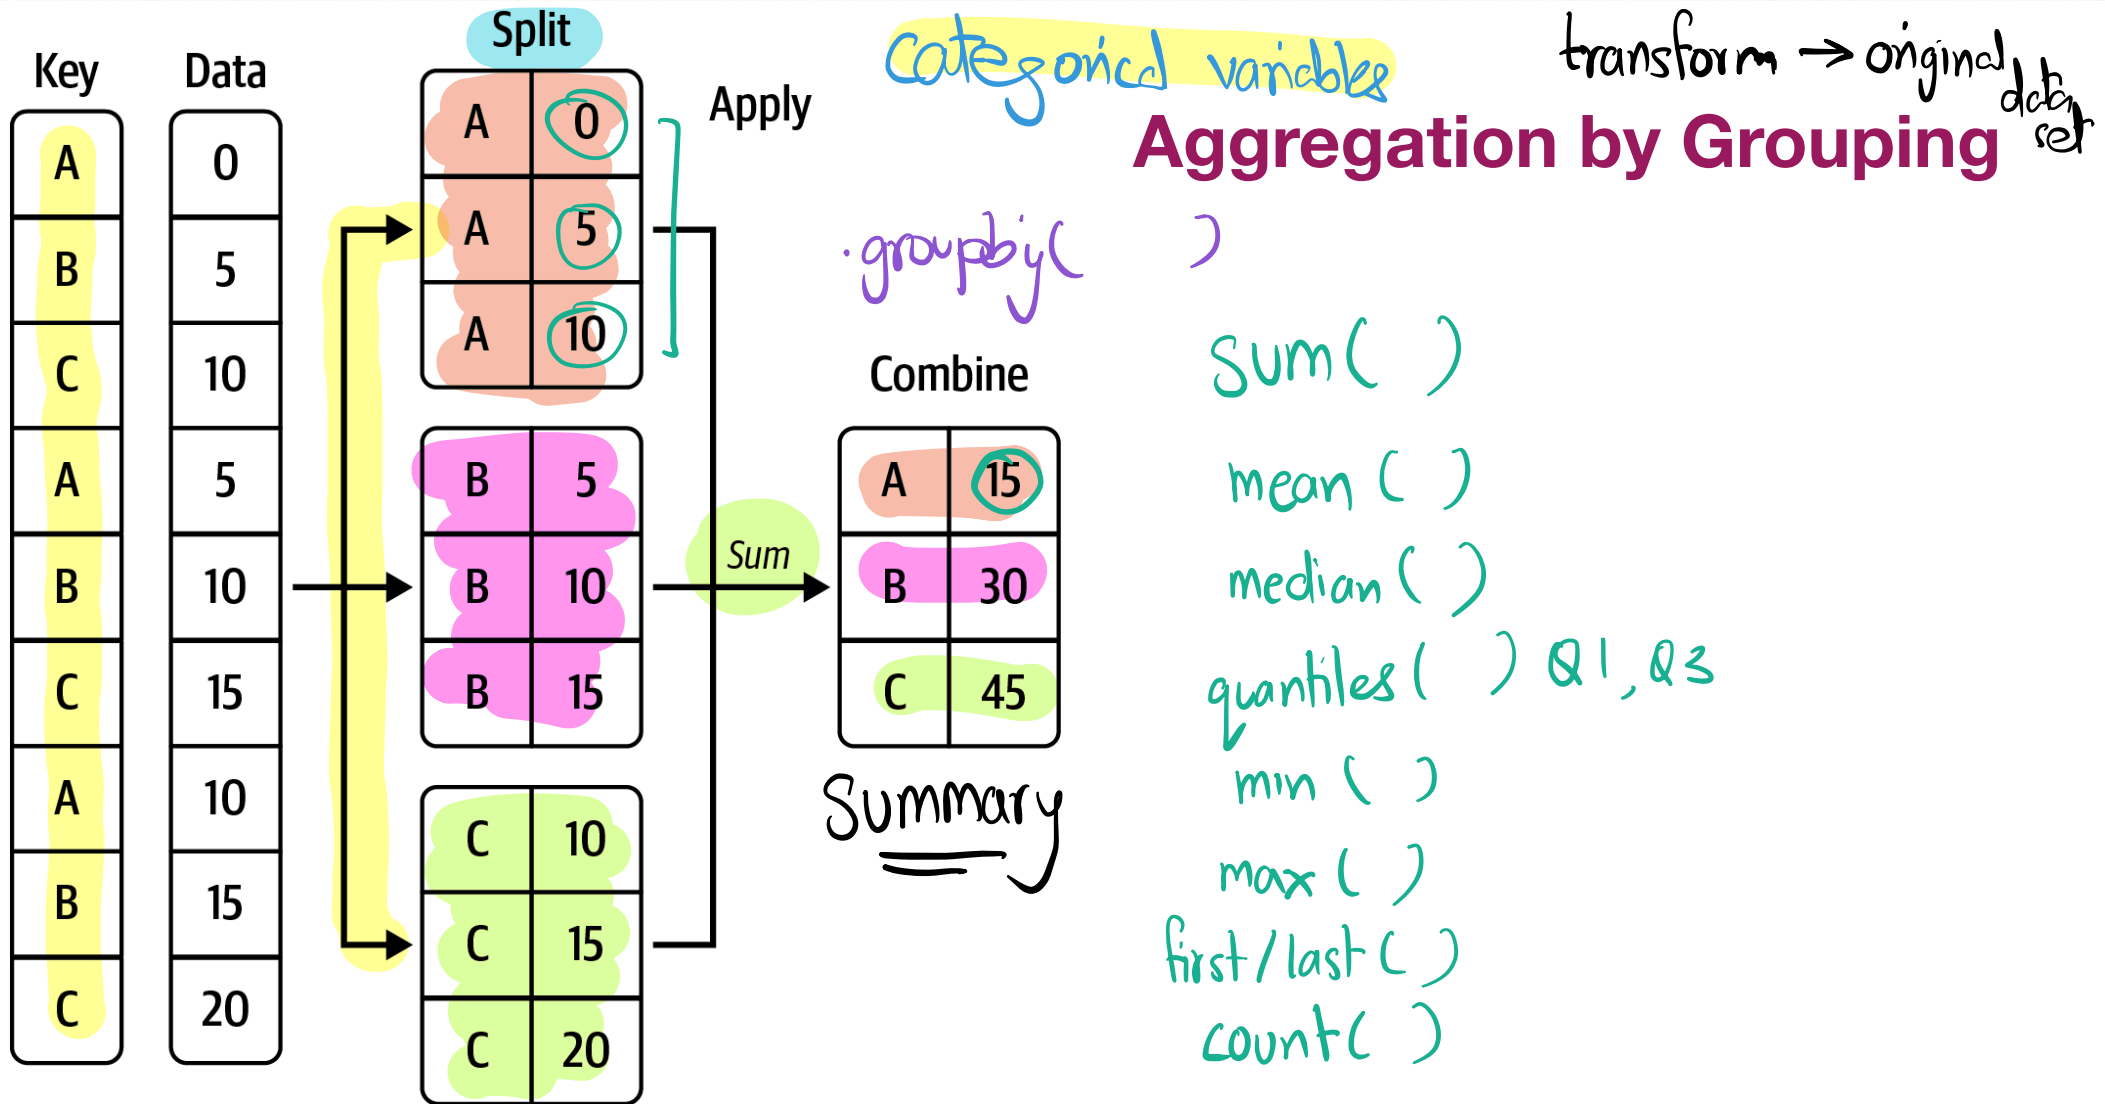 Key
Data
A 0
B 5
C 10
A 5
B 10
C 15
A 10
B 15
C 20
Split
A 0
A 5
A 10
B 5
B 10
B 15
C 10
C 15
C 20
Apply
Sum
Combine
A 15
B 30
C 45
Summary
categorical variables
transform → original
data
set
Aggregation by Grouping
.groupby( )
sum( )
mean ( )
median ( )
quantiles ( ) Q1, Q3
min ( )
max ( )
first/last ( )
count( )